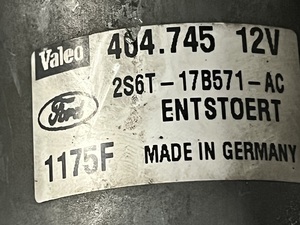 Valeo 404.745 12V
2S6T-17B571-AC
Ford ENTSTOERT
1175F MADE IN GERMANY